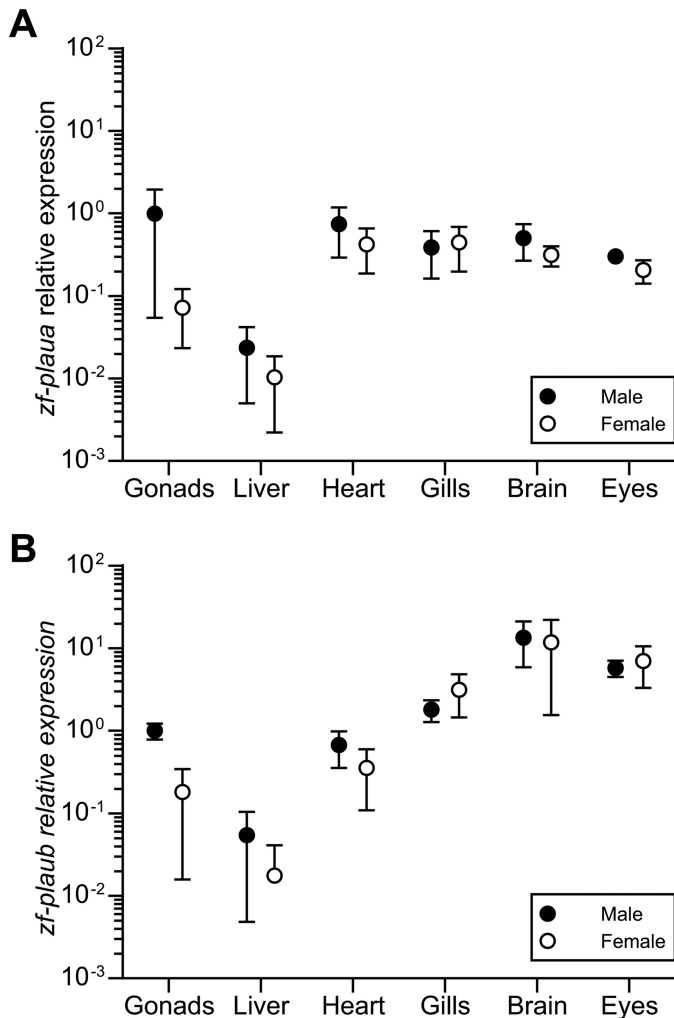 A
zf-plaua relative expression
10²
10¹
10⁰
10⁻¹
10⁻²
10⁻³
Male
Female
Gonads Liver Heart Gills Brain Eyes
B
zf-plaub relative expression
10²
10¹
10⁰
10⁻¹
10⁻²
10⁻³
Male
Female
Gonads Liver Heart Gills Brain Eyes